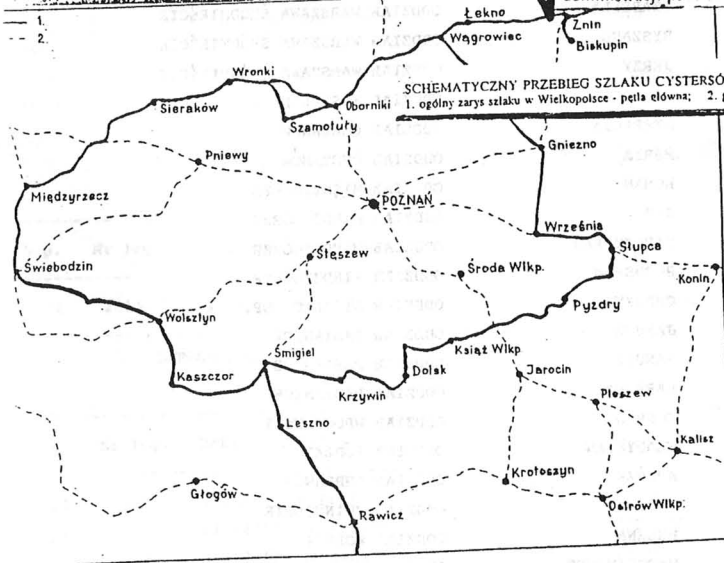 1.
2.
Łekno
Żnin
Wągrowiec
Biskupin
Wronki
SCHEMATYCZNY PRZEBIEG SZLAKU CYSTERSÓ
1. ogólny zarys szlaku w Wielkopolsce - pętla główna; 2.
Sieraków
Oborniki
Szamotuły
Pniewy
Gniezno
Międzyrzecz
POZNAŃ
Września
Słupca
Stęszew
Świebodzin
Środa Wlkp.
Konin
Wolsztyn
Pyzdry
Śmigiel
Książ Wlkp
Kaszczor
Dolsk
Jarocin
Krzywiń
Pleszew
Leszno
Kalisz
Krotoszyn
Głogów
Ostrów Wlkp.
Rawicz